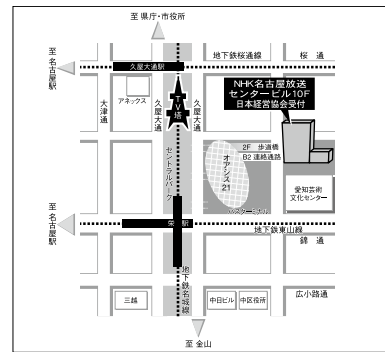 至 県庁・市役所
至 名古屋駅
久屋大通駅
地下鉄桜通線
桜 通
大津通
アネックス
久屋大通
TV塔
久屋大通
NHK名古屋放送
センタービル10F
日本経営協会受付
2F 歩道橋
B2 連絡通路
セントラルパーク
オアシス21
愛知芸術
文化センター
バスターミナル
至 名古屋駅
栄駅
地下鉄東山線
錦 通
地下鉄名城線
三越
中日ビル
中区役所
広小路通
至 金山